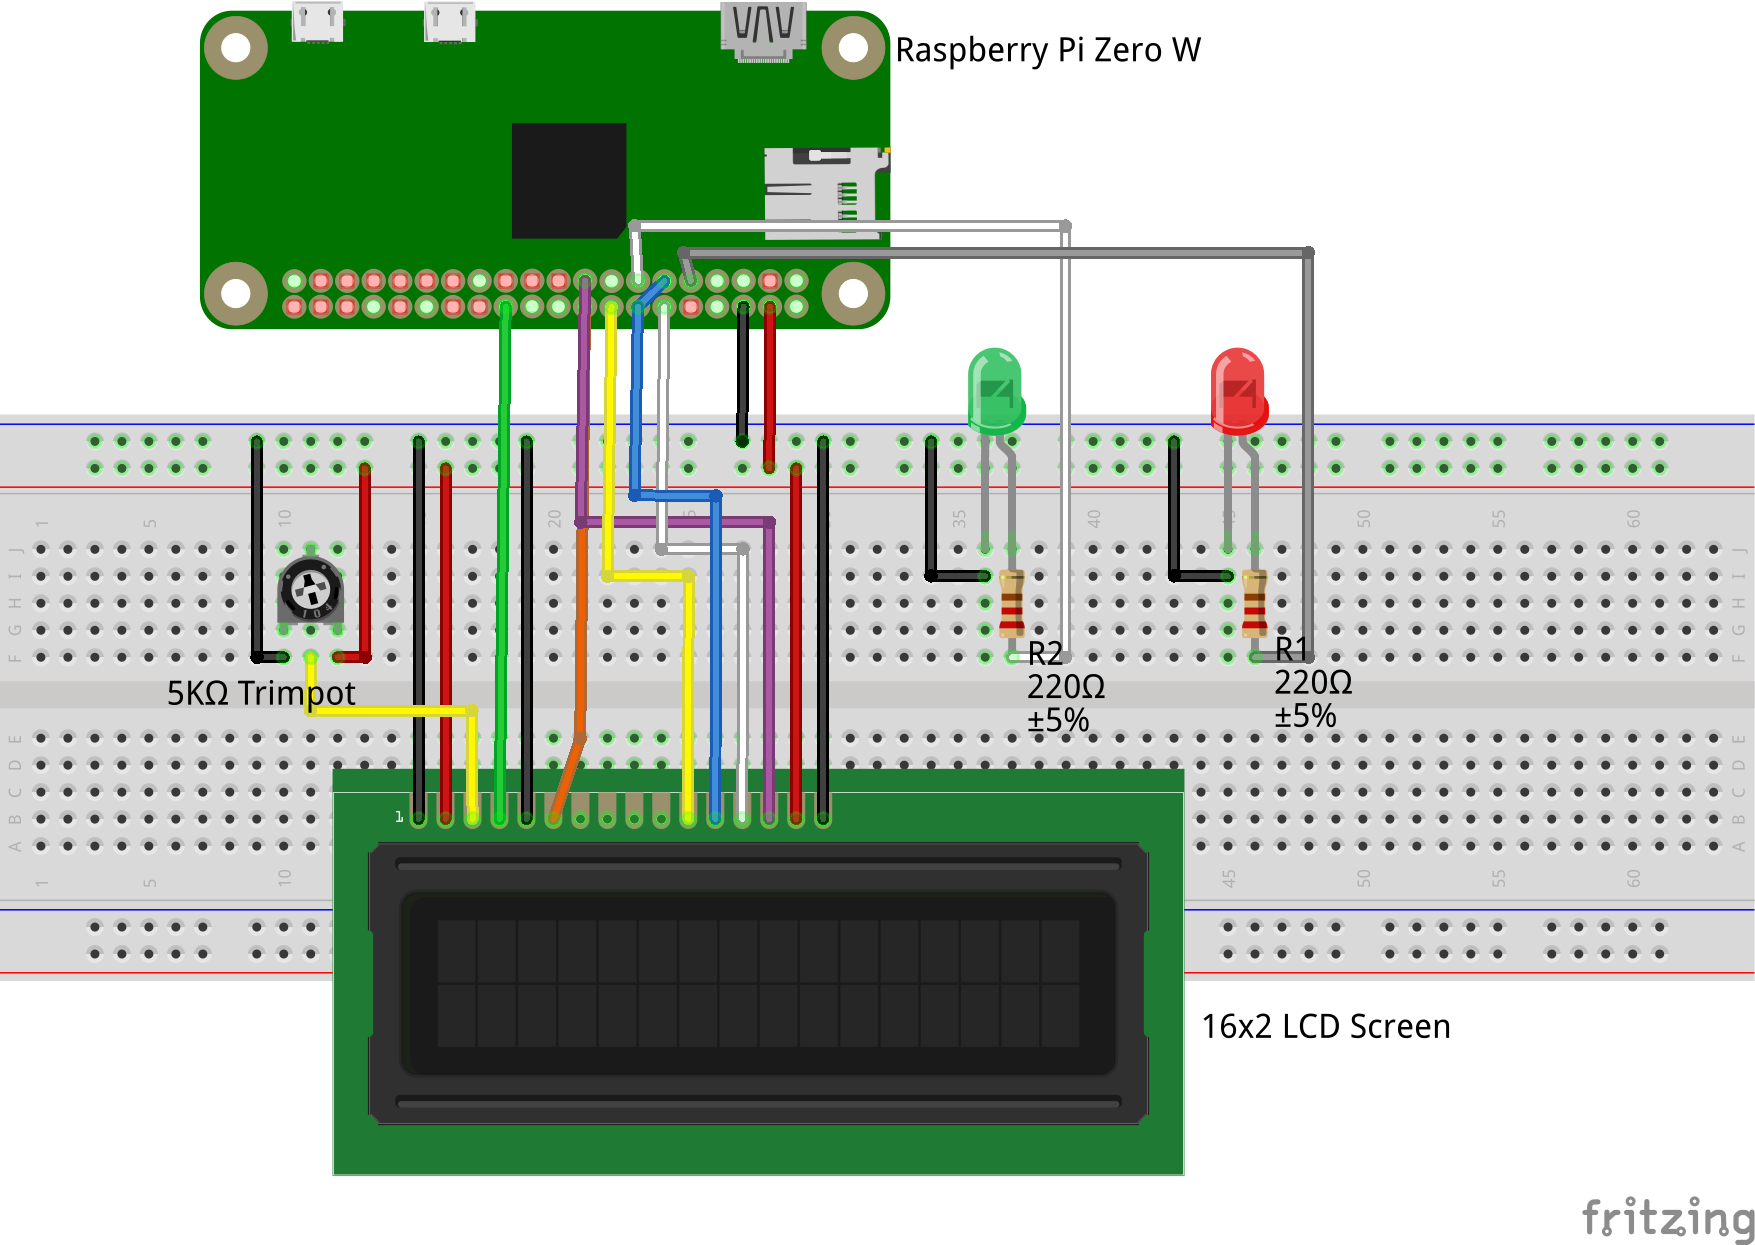 Raspberry Pi Zero W
1 5 10 20 35 40 50 55 60
J J
I I
H H
G G
F F
104
R2
220Ω
±5%
R1
220Ω
±5%
5KΩ Trimpot
E E
D D
C C
B B
A A
1
1 5 10 45 50 55 60
16x2 LCD Screen
fritzing